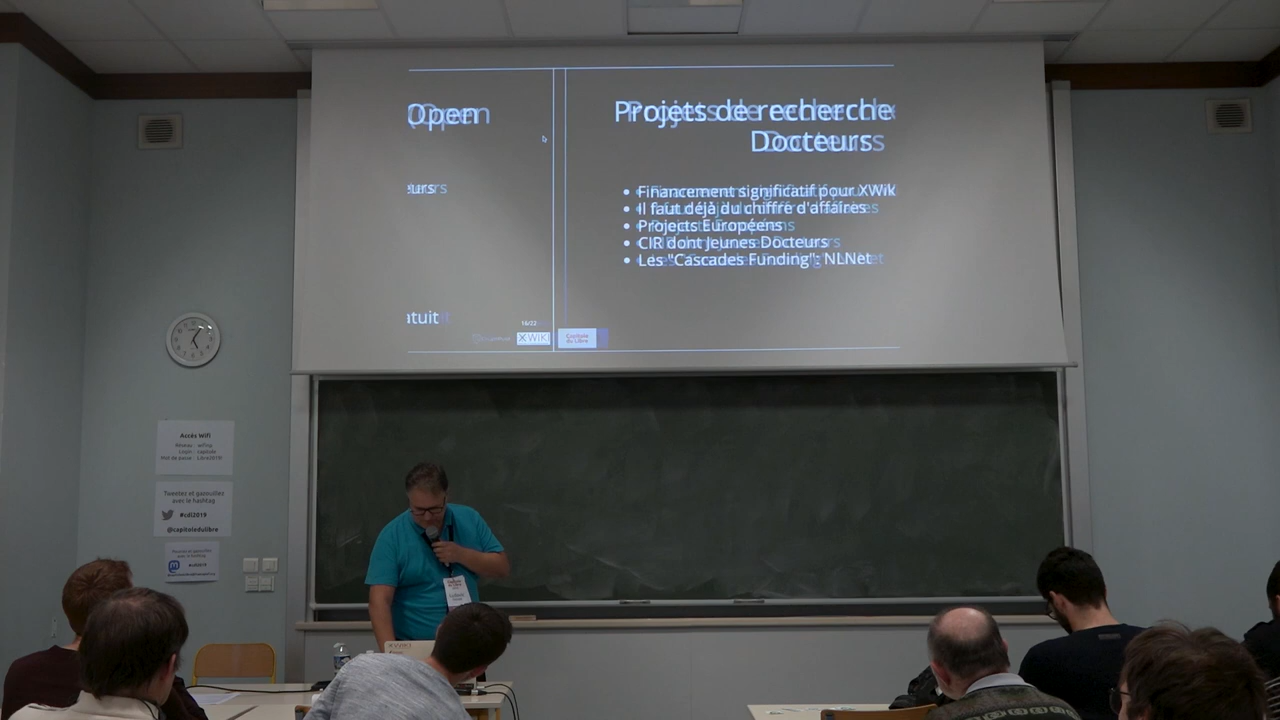 Open
Projets de recherche
Docteurs
• Financement significatif pour XWik
• Il faut déjà du chiffre d'affaires
• Projects Européens
• CIR dont Jeunes Docteurs
• Les "Cascades Funding": NLNet
atuit
16/22
XWIKI
Capitole
du Libre
Accès Wifi
Tweetez et gazouillez
avec le hashtag
#cdl2019
@capitoledulibre